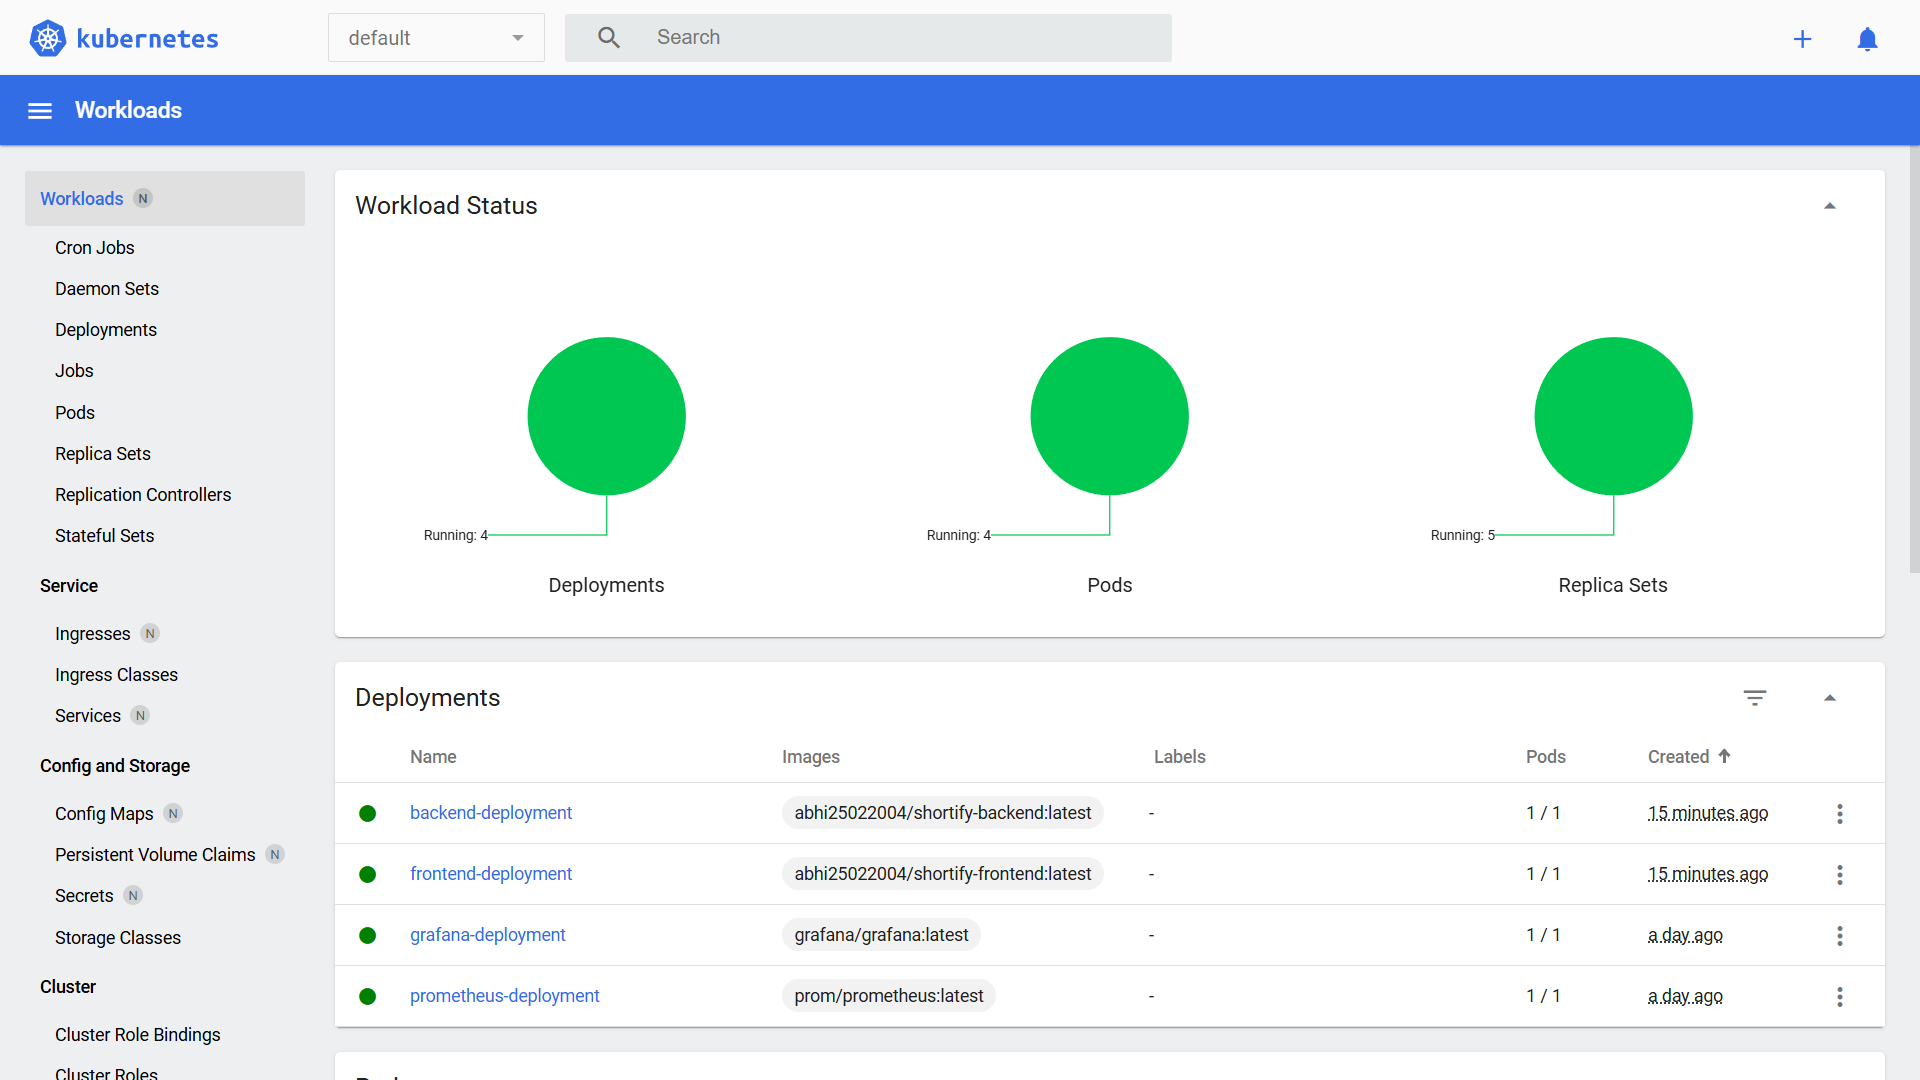 kubernetes
default
Search
Workloads
Workloads N
Cron Jobs
Daemon Sets
Deployments
Jobs
Pods
Replica Sets
Replication Controllers
Stateful Sets
Service
Ingresses N
Ingress Classes
Services N
Config and Storage
Config Maps N
Persistent Volume Claims N
Secrets N
Storage Classes
Cluster
Cluster Role Bindings
Cluster Roles
Workload Status
Running: 4
Running: 4
Running: 5
Deployments
Pods
Replica Sets
Deployments
Name Images Labels Pods Created
backend-deployment abhi25022004/shortify-backend:latest - 1 / 1 15 minutes ago
frontend-deployment abhi25022004/shortify-frontend:latest - 1 / 1 15 minutes ago
grafana-deployment grafana/grafana:latest - 1 / 1 a day ago
prometheus-deployment prom/prometheus:latest - 1 / 1 a day ago